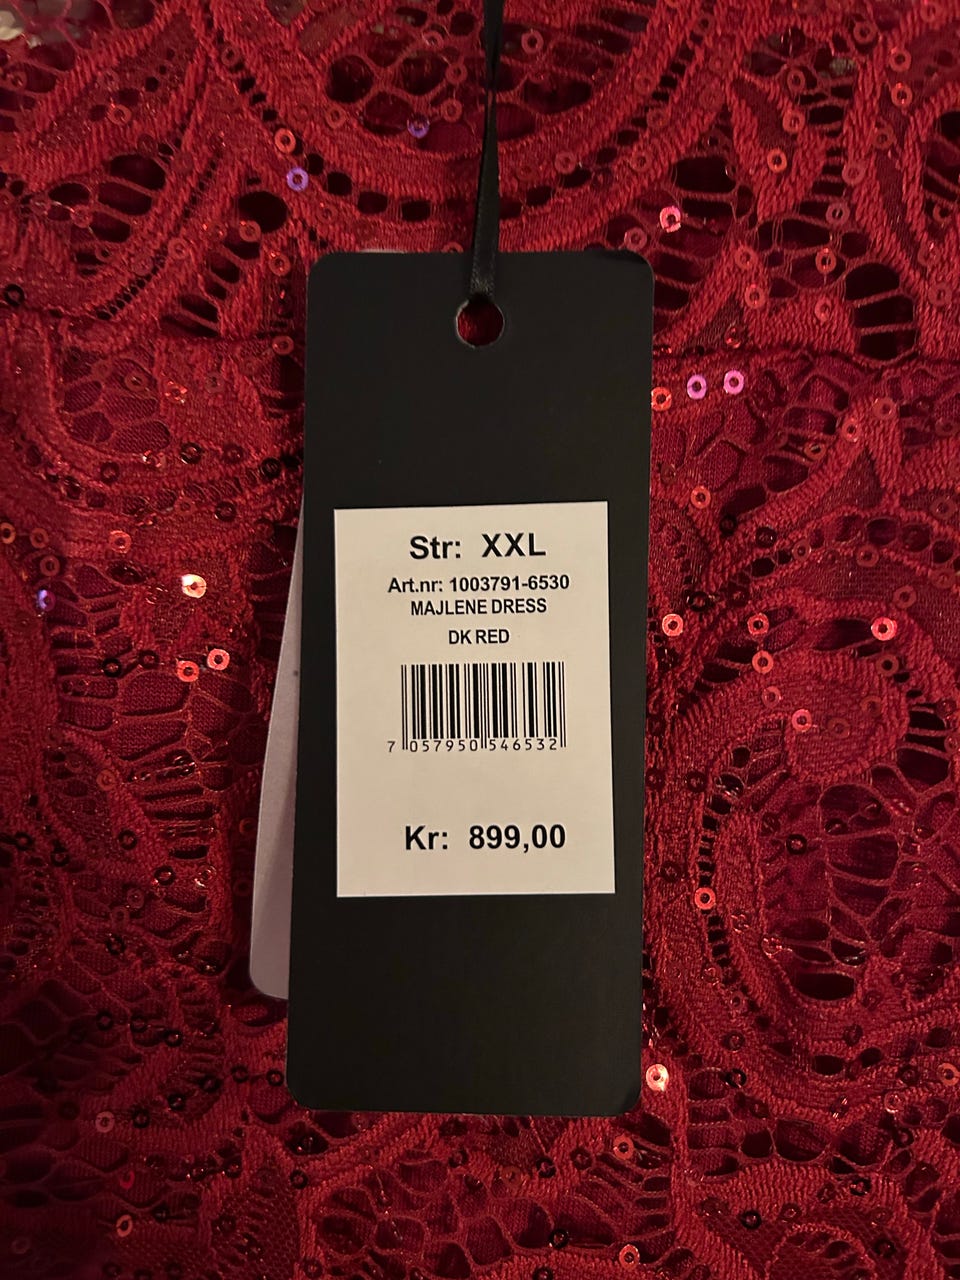 Str: XXL
Art.nr: 1003791-6530
MAJLENE DRESS
DK RED
7 057950 546532
Kr: 899,00